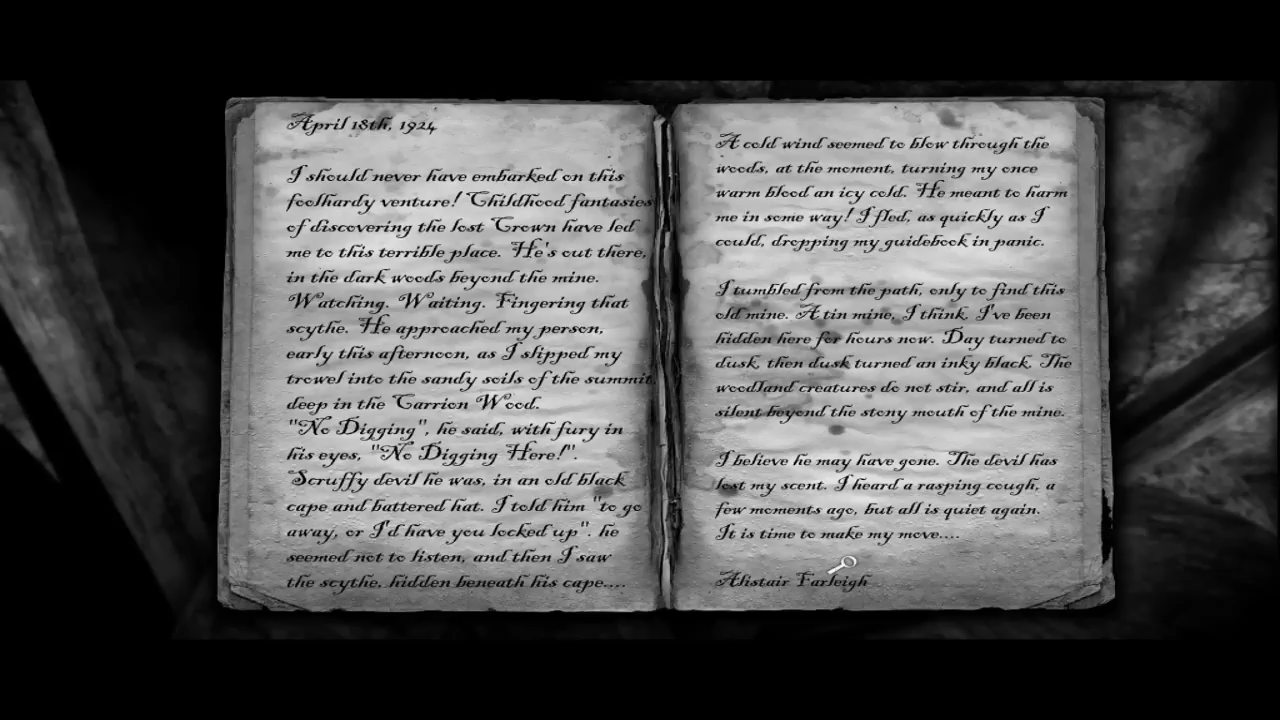 April 18th, 1924
I should never have embarked on this
foolhardy venture! Childhood fantasies
of discovering the lost Crown have led
me to this terrible place. He's out there,
in the dark woods beyond the mine.
Watching. Waiting. Fingering that
scythe. He approached my person,
early this afternoon, as I slipped my
trowel into the sandy soils of the summit,
deep in the Carrion Wood.
"No Digging", he said, with fury in
his eyes, "No Digging Here!".
Scruffy devil he was, in an old black
cape and battered hat. I told him "to go
away, or I'd have you locked up". he
seemed not to listen, and then I saw
the scythe, hidden beneath his cape....
A cold wind seemed to blow through the
woods, at the moment, turning my once
warm blood an icy cold. He meant to harm
me in some way! I fled, as quickly as I
could, dropping my guidebook in panic.
I tumbled from the path, only to find this
old mine. A tin mine, I think. I've been
hidden here for hours now. Day turned to
dusk, then dusk turned an inky black. The
woodland creatures do not stir, and all is
silent beyond the stony mouth of the mine.
I believe he may have gone. The devil has
lost my scent. I heard a rasping cough, a
few moments ago, but all is quiet again.
It is time to make my move....
Alistair Farleigh